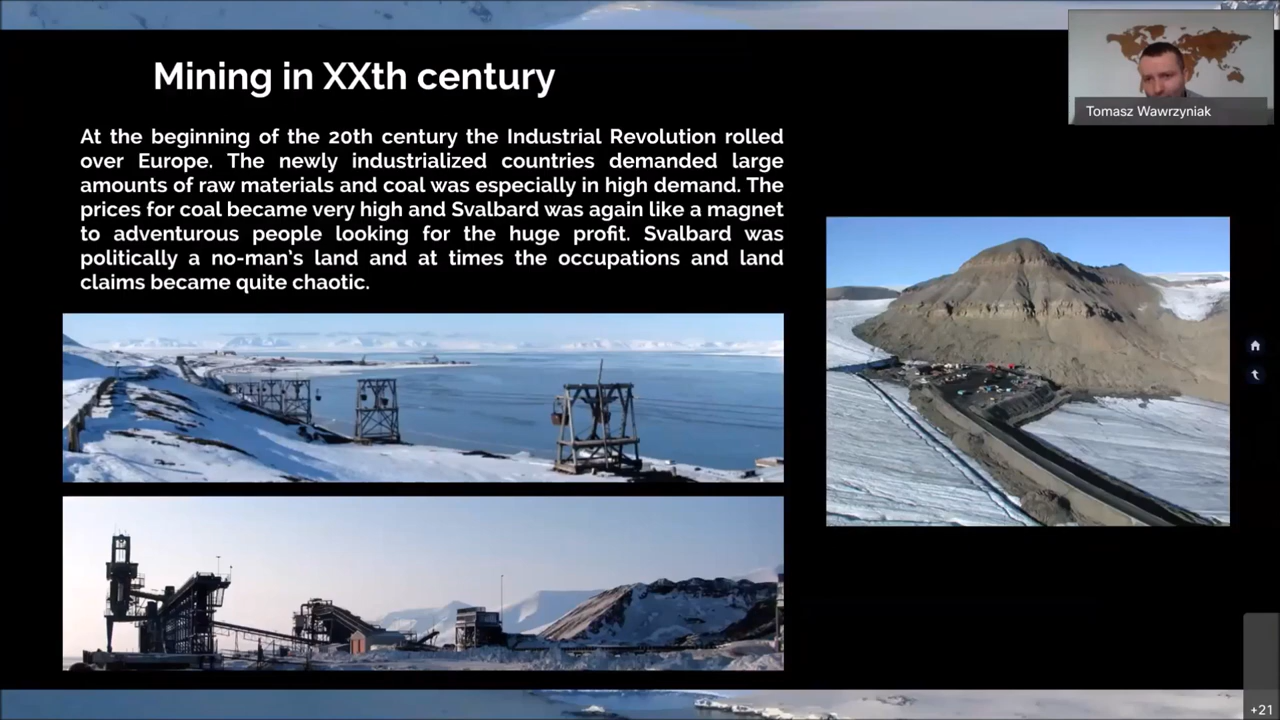 Mining in XXth century
Tomasz Wawrzyniak
At the beginning of the 20th century the Industrial Revolution rolled
over Europe. The newly industrialized countries demanded large
amounts of raw materials and coal was especially in high demand. The
prices for coal became very high and Svalbard was again like a magnet
to adventurous people looking for the huge profit. Svalbard was
politically a no-man's land and at times the occupations and land
claims became quite chaotic.
+21